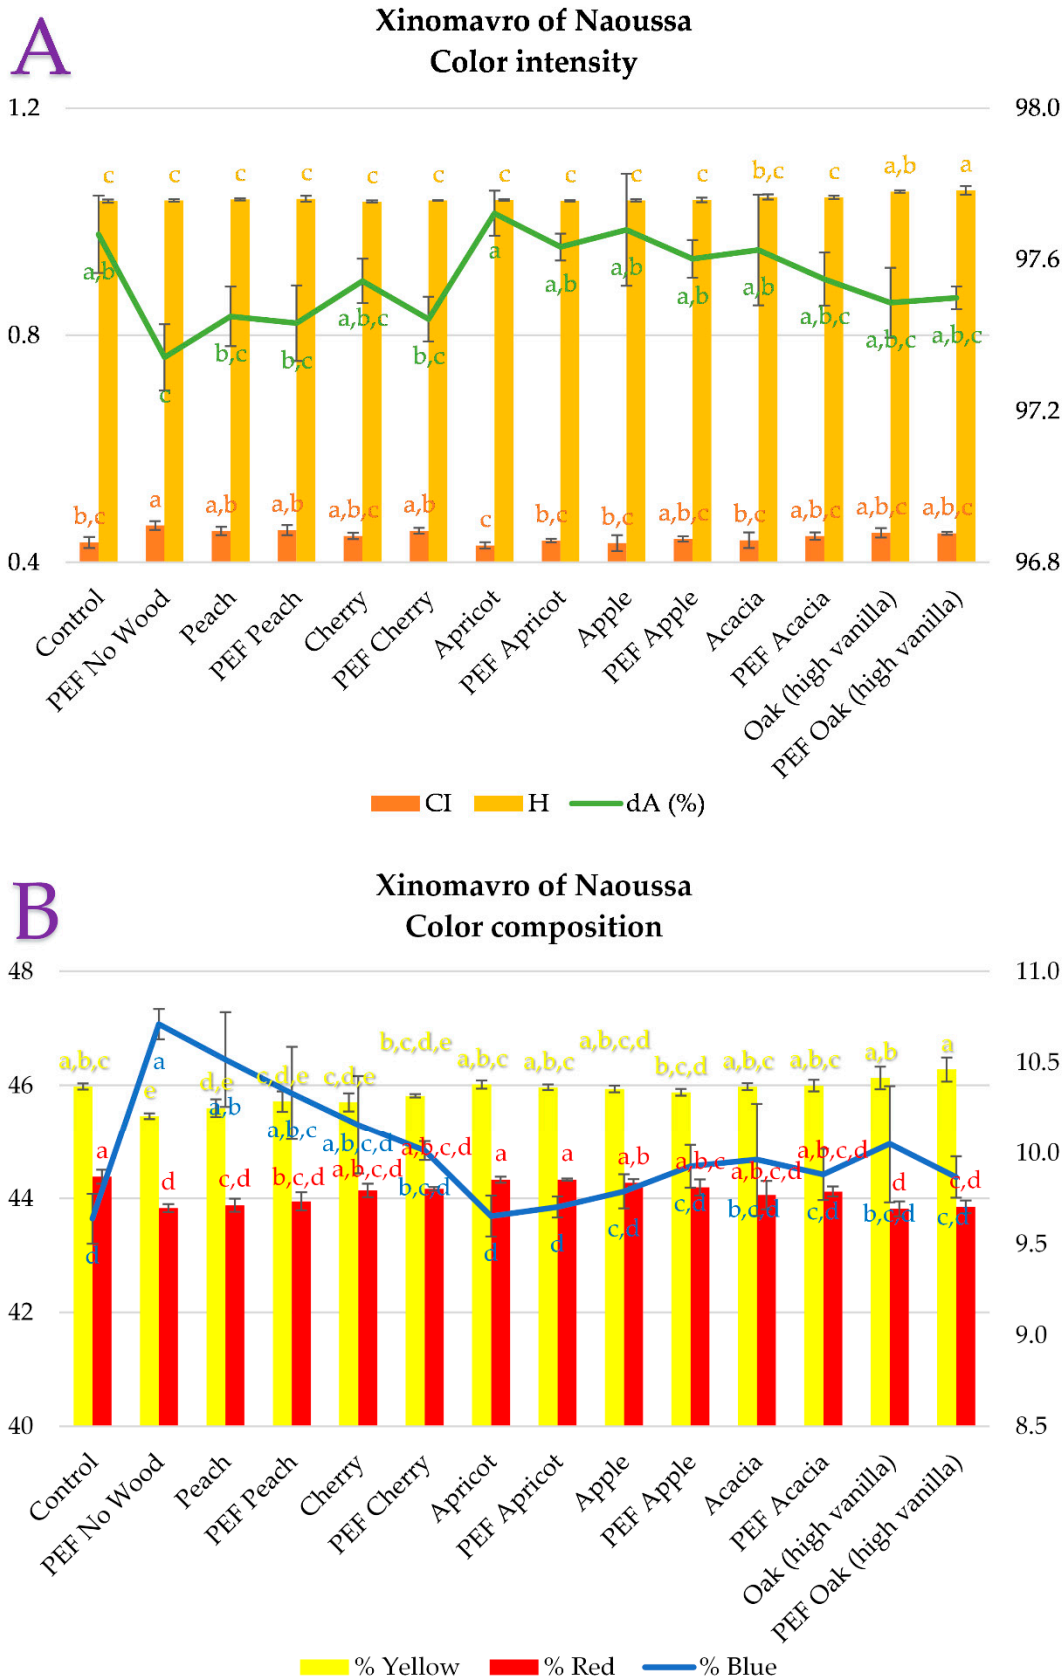 A
Xinomavro of Naoussa
Color intensity
1.2
98.0
c c c c c c c c c c b,c c a,b a
97.6
a,b c b,c b,c a,b,c b,c a a,b a,b a,b a,b a,b,c a,b,c a,b,c
0.8
97.2
b,c a a,b a,b a,b,c a,b c b,c b,c a,b,c b,c a,b,c a,b,c a,b,c
0.4
96.8
Control
PEF No Wood
Peach
PEF Peach
Cherry
PEF Cherry
Apricot
PEF Apricot
Apple
PEF Apple
Acacia
PEF Acacia
Oak (high vanilla)
PEF Oak (high vanilla)
CI H dA (%)
B
Xinomavro of Naoussa
Color composition
48
11.0
a,b,c e d,e c,d,e c,d,e b,c,d,e a,b,c a,b,c a,b,c,d b,c,d a,b,c a,b,c a,b a
46
10.5
a d c,d b,c,d a,b,c,d a,b,c,d a a a,b a,b,c a,b,c,d a,b,c,d d c,d
10.0
d a a,b a,b,c a,b,c,d b,c,d d d c,d c,d b,c,d c,d b,c,d c,d
44
9.5
42
9.0
40
8.5
Control
PEF No Wood
Peach
PEF Peach
Cherry
PEF Cherry
Apricot
PEF Apricot
Apple
PEF Apple
Acacia
PEF Acacia
Oak (high vanilla)
PEF Oak (high vanilla)
% Yellow % Red % Blue